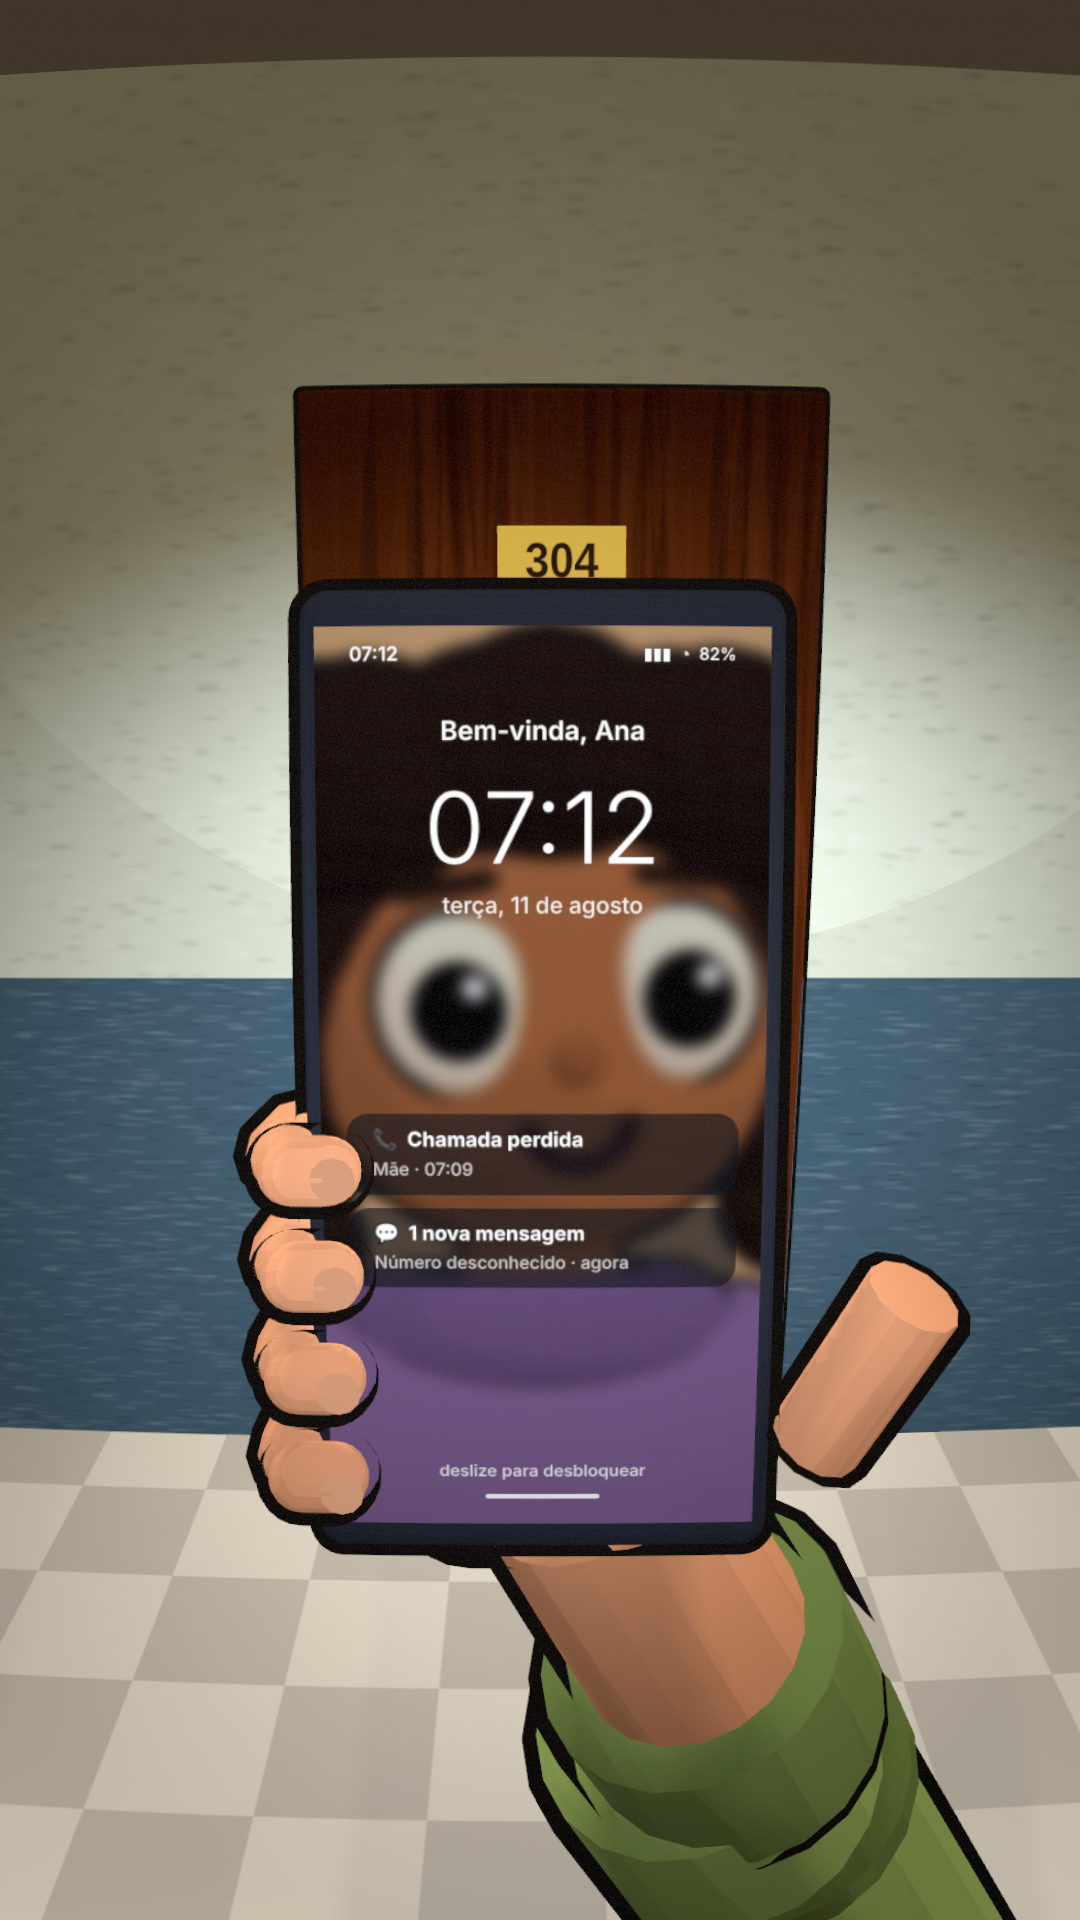 304
07:12
82%
Bem-vinda, Ana
07:12
terça, 11 de agosto
Chamada perdida
Mãe · 07:09
1 nova mensagem
Número desconhecido · agora
deslize para desbloquear